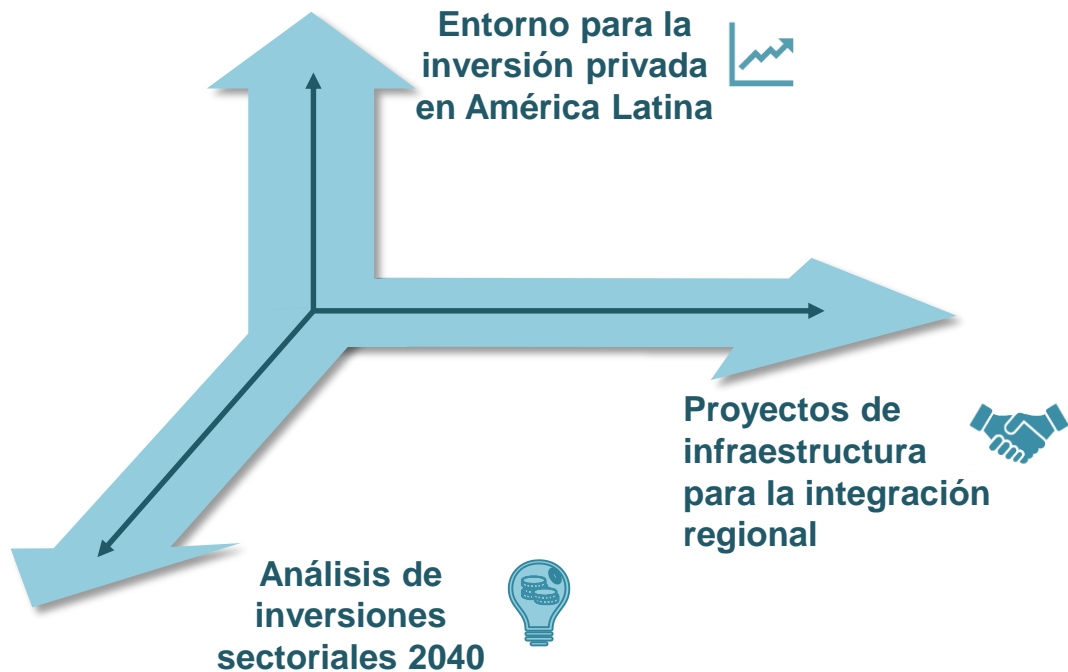 Entorno para la
inversión privada
en América Latina
Proyectos de
infraestructura
para la integración
regional
Análisis de
inversiones
sectoriales 2040